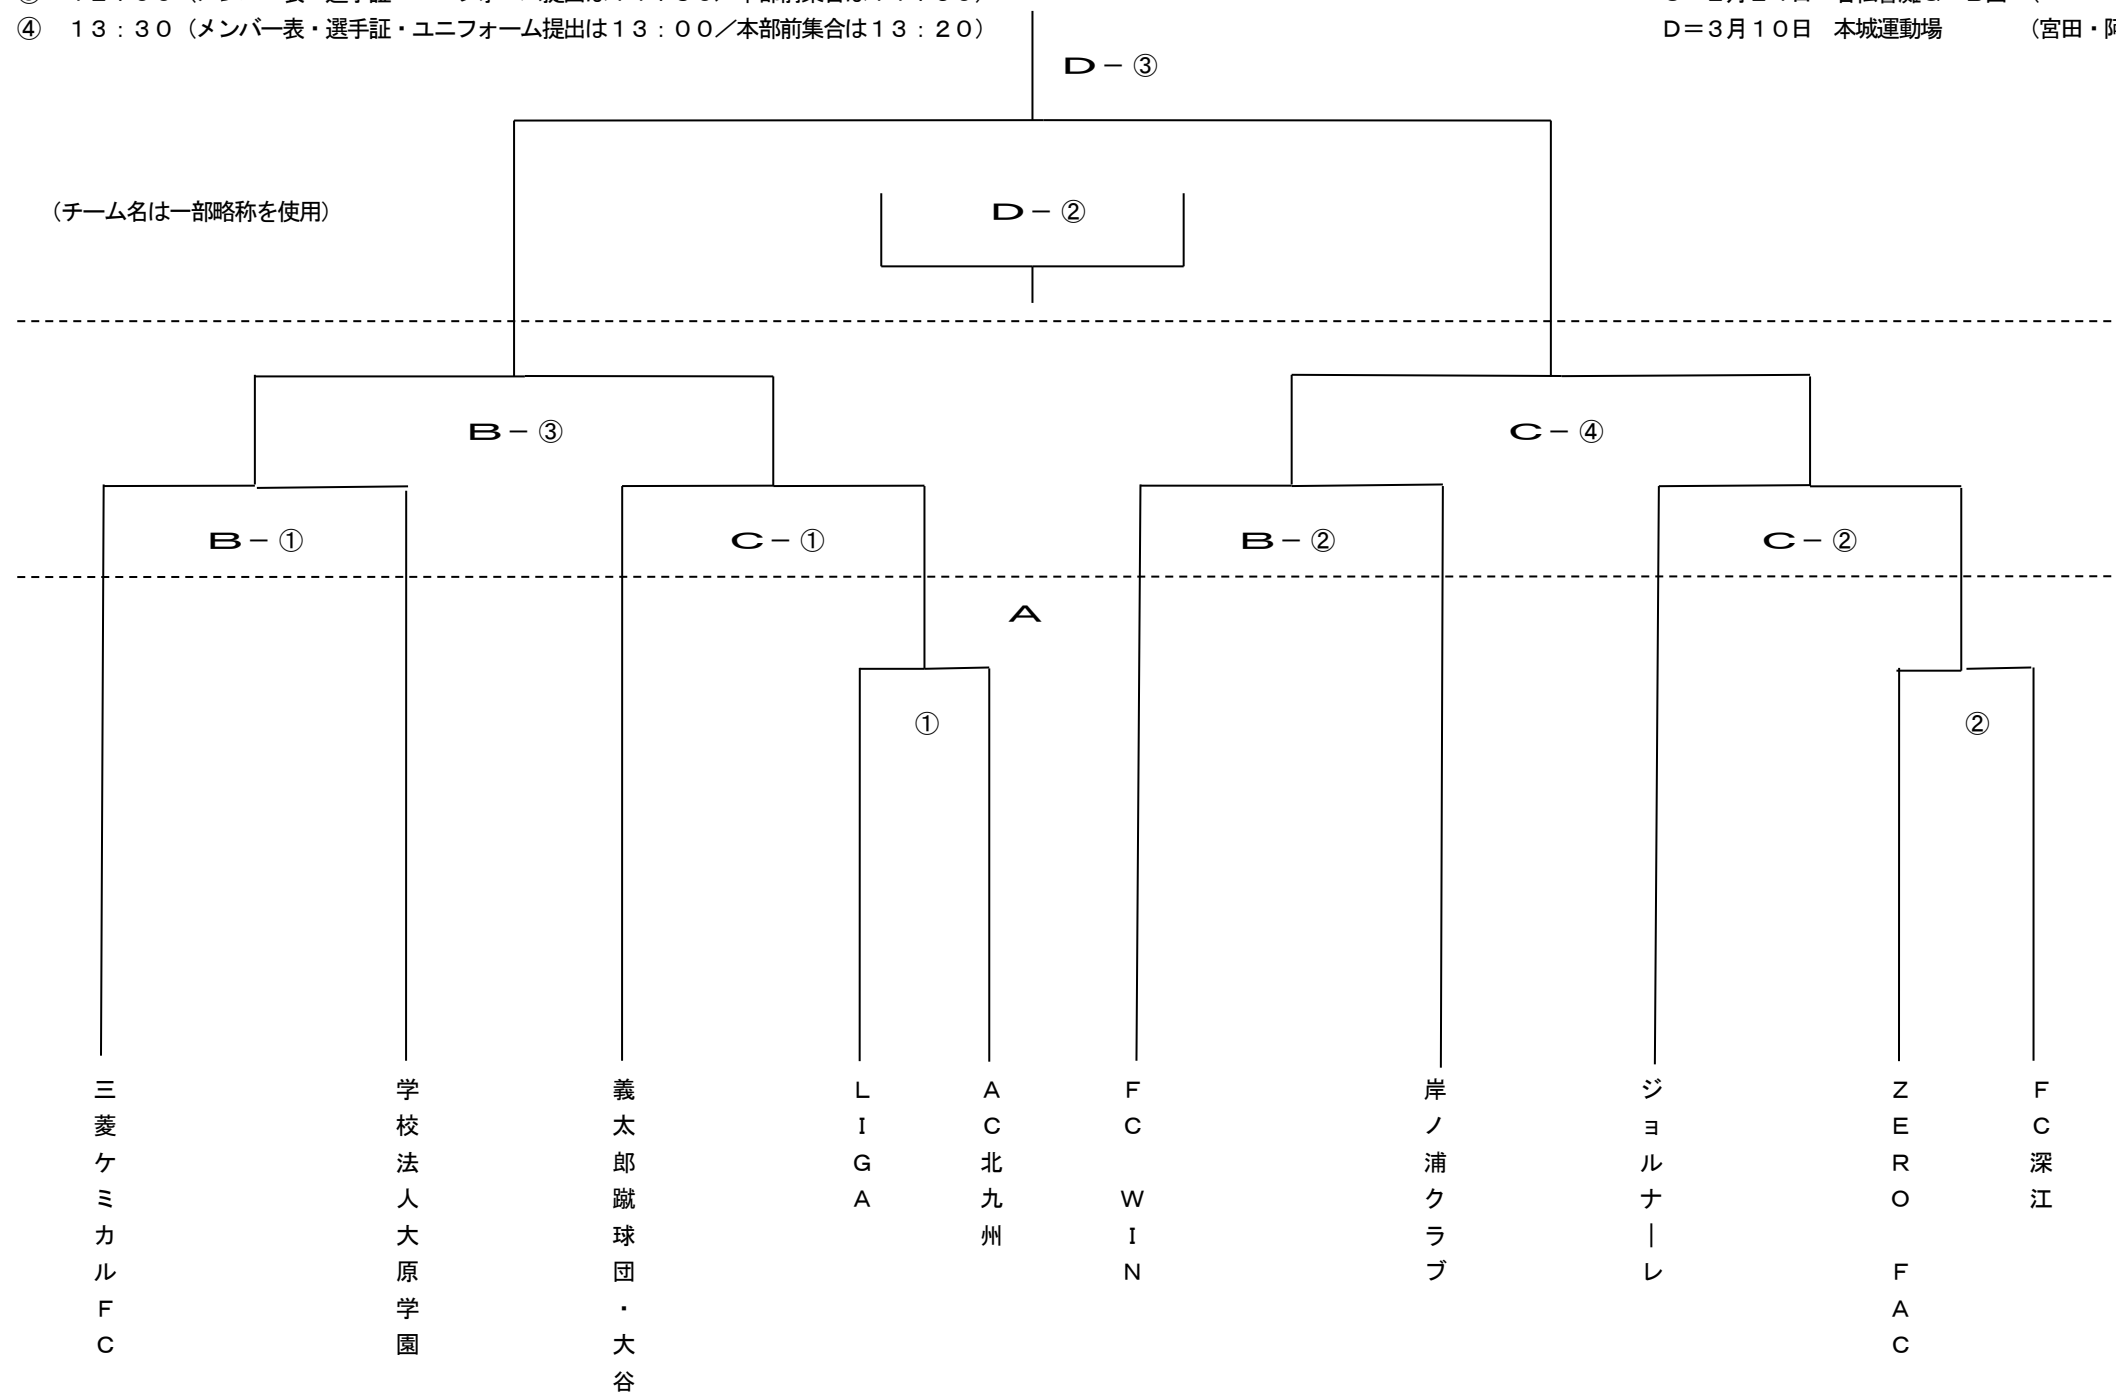 ④　１３：３０（メンバー表・選手証・ユニフォーム提出は１３：００／本部前集合は１３：２０）
Ｄ＝３月１０日　本城運動場　　　　（宮田・
Ｄ－③
（チーム名は一部略称を使用）
Ｄ－②
Ｂ－③
Ｃ－④
Ｂ－①
Ｃ－①
Ｂ－②
Ｃ－②
Ａ
①
②
三菱ケミカルＦＣ
学校法人大原学園
義太郎蹴球団・大谷
ＬＩＧＡ
ＡＣ北九州
ＦＣ　ＷＩＮ
岸ノ浦クラブ
ジョルナーレ
ＺＥＲＯ　ＦＡＣ
ＦＣ深江